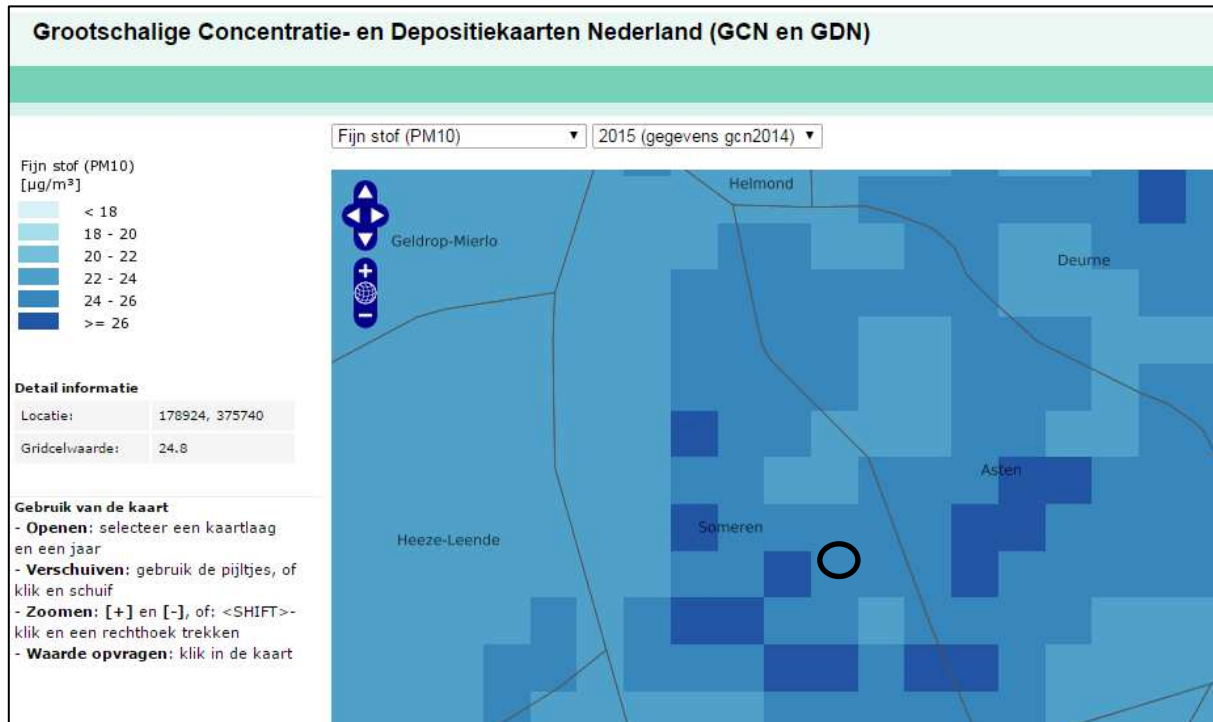 Grootschalige Concentratie- en Depositiekaarten Nederland (GCN en GDN)
Fijn stof (PM10)
2015 (gegevens gcn2014)
Fijn stof (PM10)
[µg/m³]
< 18
18 - 20
20 - 22
22 - 24
24 - 26
>= 26
Detail informatie
Locatie: 178924, 375740
Gridcelwaarde: 24.8
Gebruik van de kaart
- Openen: selecteer een kaartlaag
en een jaar
- Verschuiven: gebruik de pijltjes, of
klik en schuif
- Zoomen: [+] en [-], of: <SHIFT>-
klik en een rechthoek trekken
- Waarde opvragen: klik in de kaart
Helmond
Geldrop-Mierlo
Deurne
Asten
Someren
Heeze-Leende